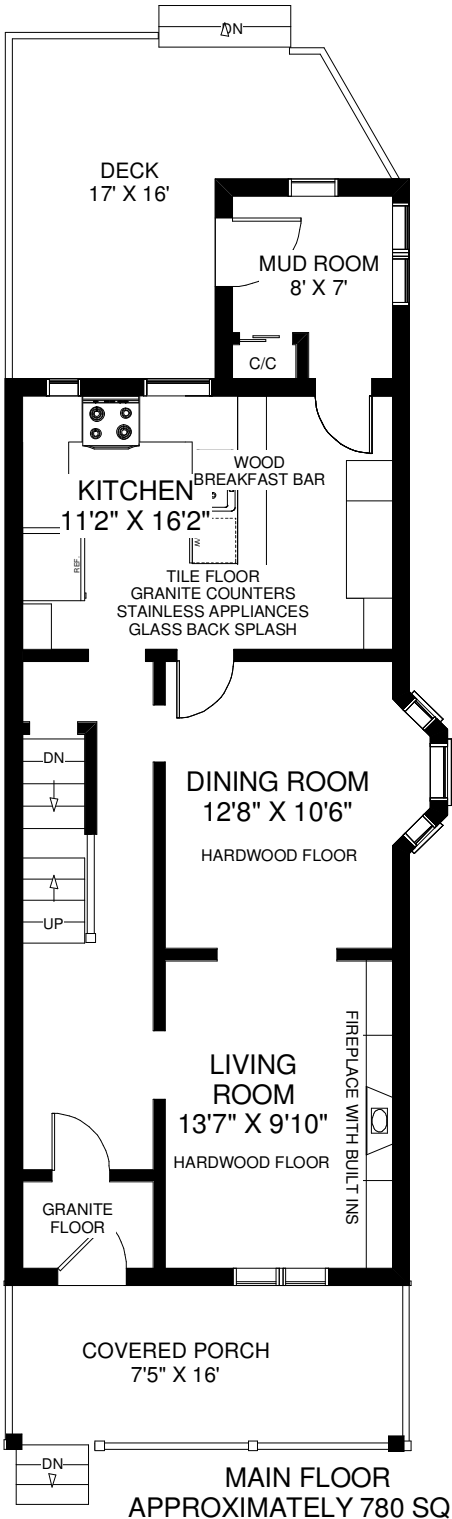 DN
DECK
17' X 16'
MUD ROOM
8' X 7'
C/C
WOOD
BREAKFAST BAR
KITCHEN
11'2" X 16'2"
REF.
TILE FLOOR
GRANITE COUNTERS
STAINLESS APPLIANCES
GLASS BACK SPLASH
DN
DINING ROOM
12'8" X 10'6"
HARDWOOD FLOOR
UP
LIVING
ROOM
13'7" X 9'10"
HARDWOOD FLOOR
FIREPLACE WITH BUILT INS
GRANITE
FLOOR
COVERED PORCH
7'5" X 16'
DN
MAIN FLOOR
APPROXIMATELY 780 SQ